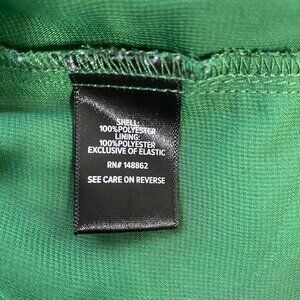 SHELL:
100%POLYESTER
LINING:
100%POLYESTER
EXCLUSIVE OF ELASTIC
RN# 148862
SEE CARE ON REVERSE